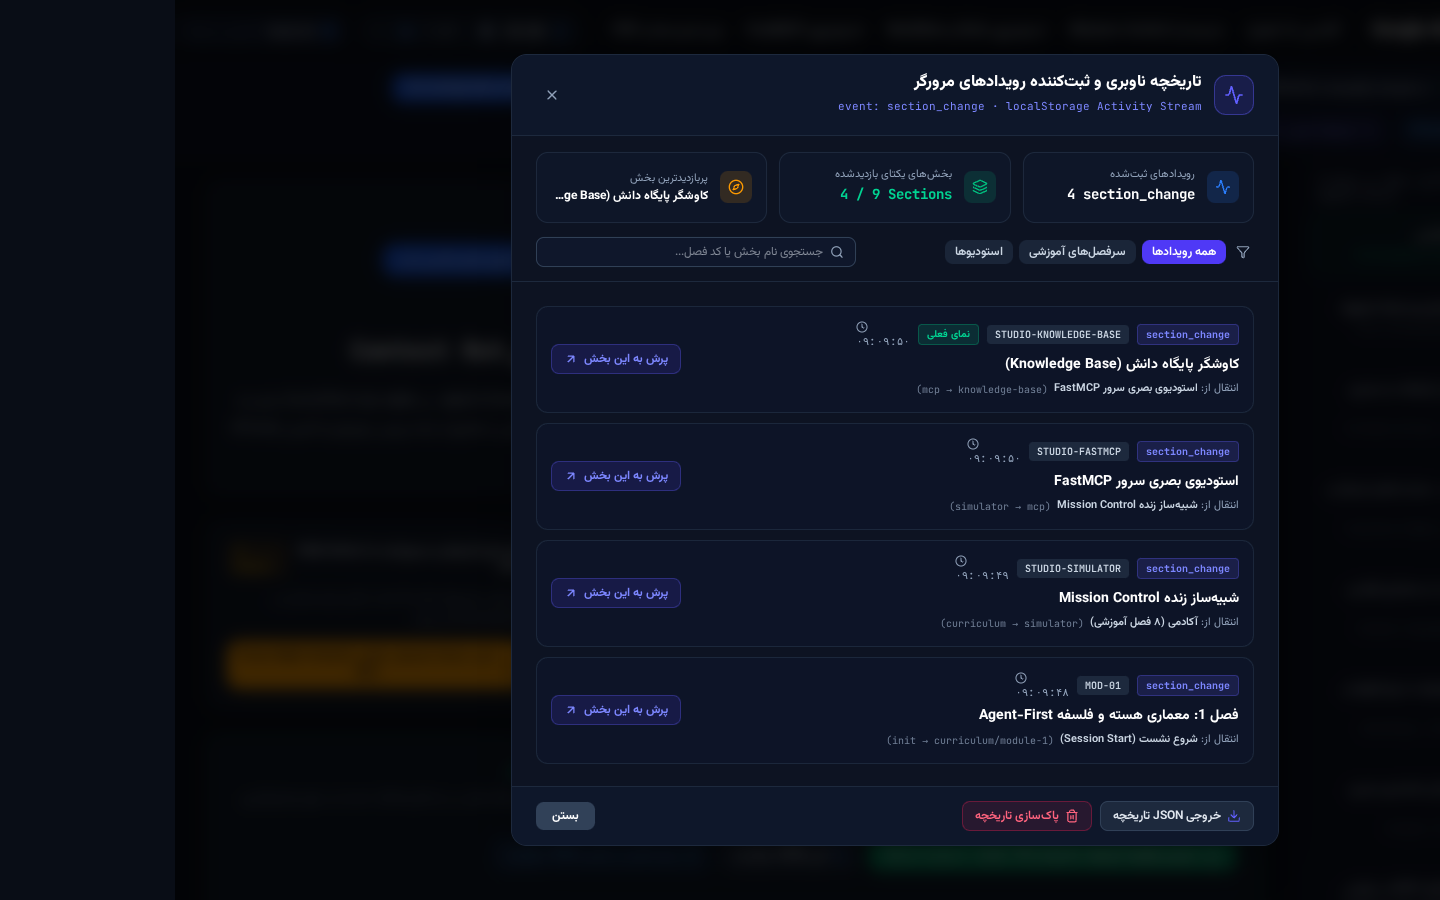 تاریخچه ناوبری و ثبت‌کننده رویدادهای مرورگر
event: section_change · localStorage Activity Stream
رویدادهای ثبت‌شده
4 section_change
بخش‌های یکتای بازدیدشده
4 / 9 Sections
پربازدیدترین بخش
کاوشگر پایگاه دانش (ge Base...
همه رویدادها
سرفصل‌های آموزشی
استودیوها
جستجوی نام بخش یا کد فصل...
section_change
STUDIO-KNOWLEDGE-BASE
نمای فعلی
۰۹:۰۹:۵۰
کاوشگر پایگاه دانش (Knowledge Base)
انتقال از: استودیوی بصری سرور FastMCP (mcp → knowledge-base)
پرش به این بخش
section_change
STUDIO-FASTMCP
۰۹:۰۹:۵۰
استودیوی بصری سرور FastMCP
انتقال از: شبیه‌ساز زنده Mission Control (simulator → mcp)
پرش به این بخش
section_change
STUDIO-SIMULATOR
۰۹:۰۹:۴۹
شبیه‌ساز زنده Mission Control
انتقال از: آکادمی (۸ فصل آموزشی) (curriculum → simulator)
پرش به این بخش
section_change
MOD-01
۰۹:۰۹:۴۸
فصل 1: معماری هسته و فلسفه Agent-First
انتقال از: شروع نشست (Session Start) (init → curriculum/module-1)
پرش به این بخش
خروجی JSON تاریخچه
پاک‌سازی تاریخچه
بستن